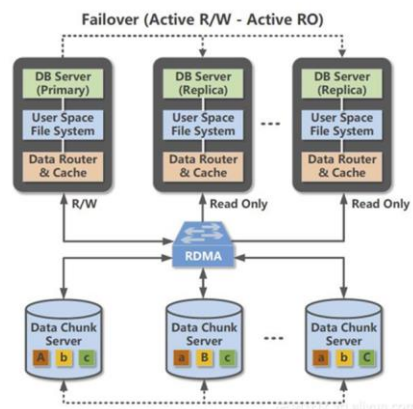 Failover (Active R/W - Active RO)
DB Server
(Primary)
User Space
File System
Data Router
& Cache
DB Server
(Replica)
User Space
File System
Data Router
& Cache
...
DB Server
(Replica)
User Space
File System
Data Router
& Cache
R/W
Read Only
Read Only
RDMA
Data Chunk
Server
A b c
Data Chunk
Server
a B c
...
Data Chunk
Server
a b C